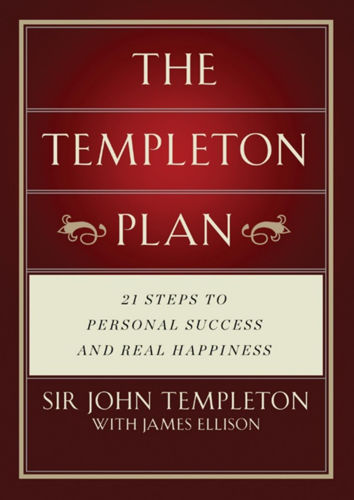 THE
TEMPLETON
PLAN
21 STEPS TO
PERSONAL SUCCESS
AND REAL HAPPINESS
SIR JOHN TEMPLETON
WITH JAMES ELLISON